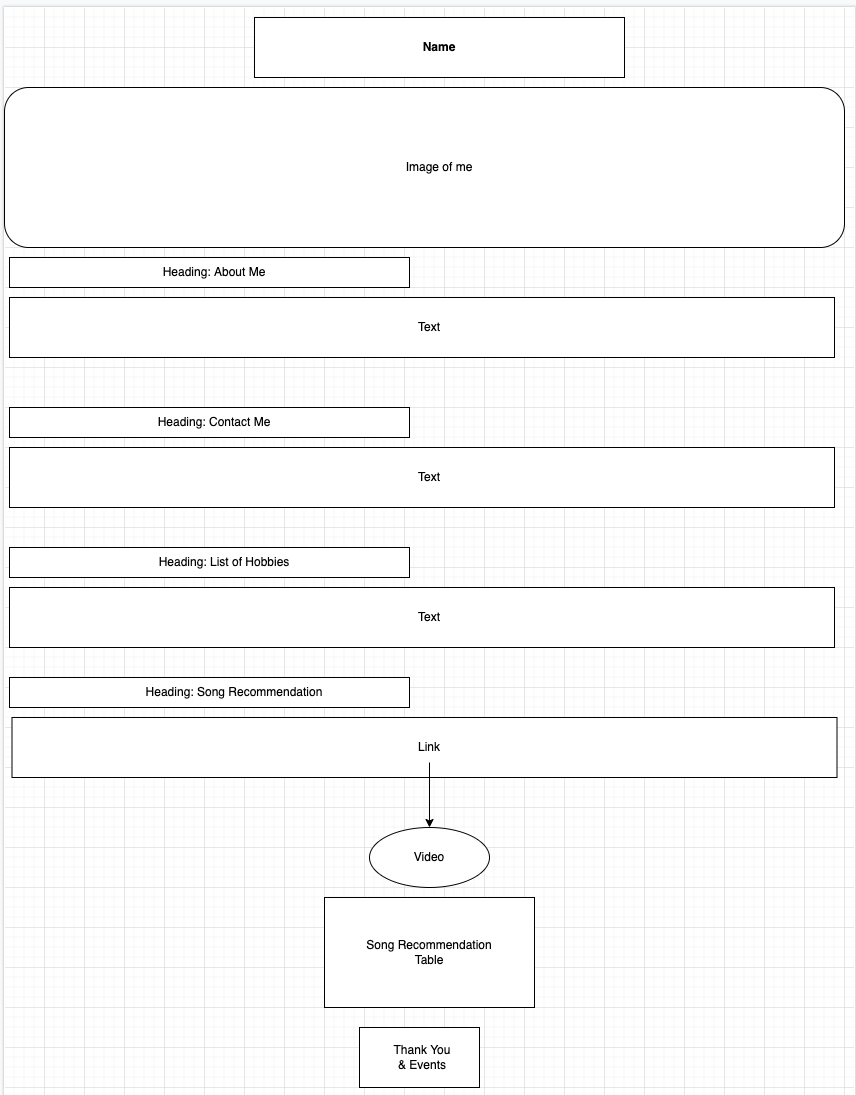 Name
Image of me
Heading: About Me
Text
Heading: Contact Me
Text
Heading: List of Hobbies
Text
Heading: Song Recommendation
Link
Video
Song Recommendation
Table
Thank You
& Events